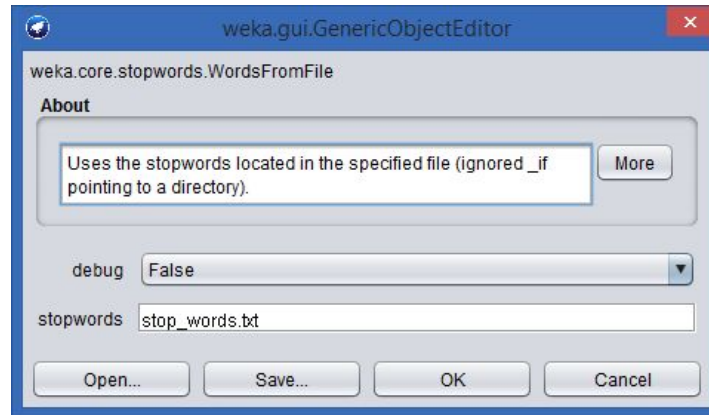 weka.gui.GenericObjectEditor
weka.core.stopwords.WordsFromFile
About
Uses the stopwords located in the specified file (ignored _if
pointing to a directory).
More
debug
False
stopwords
stop_words.txt
Open...
Save...
OK
Cancel